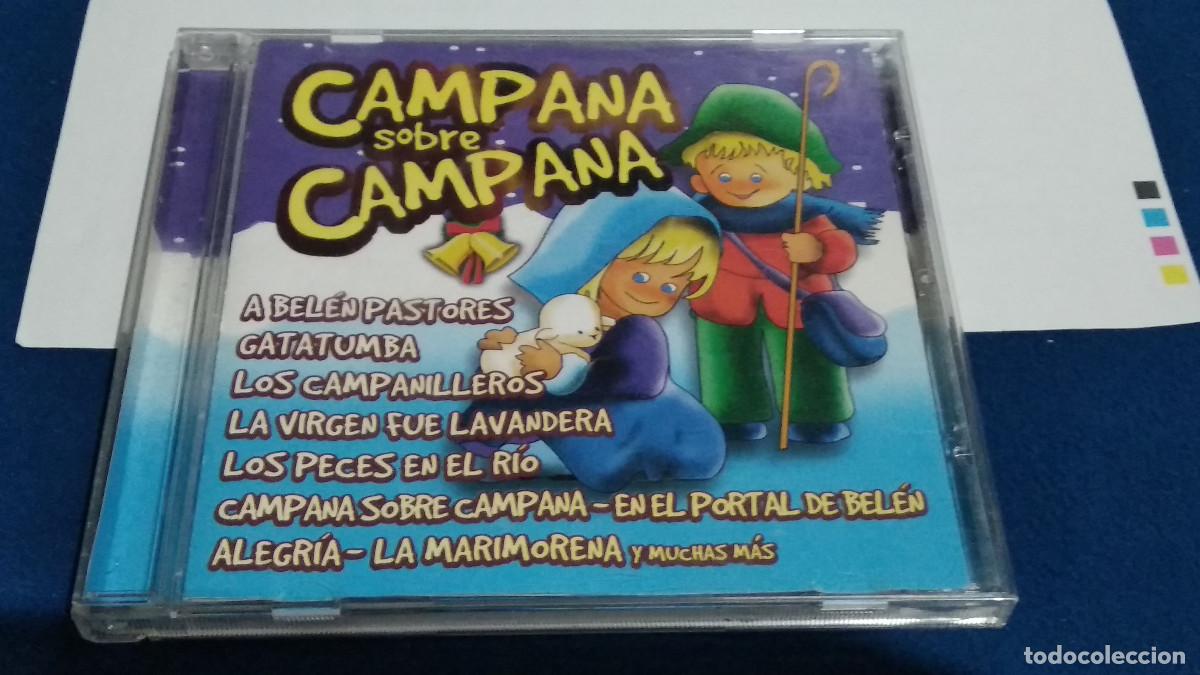 CAMPANA
sobre
CAMPANA
A BELÉN PASTORES
GATATUMBA
LOS CAMPANILLEROS
LA VIRGEN FUE LAVANDERA
LOS PECES EN EL RÍO
CAMPANA SOBRE CAMPANA - EN EL PORTAL DE BELÉN
ALEGRÍA - LA MARIMORENA Y MUCHAS MÁS
todocoleccion